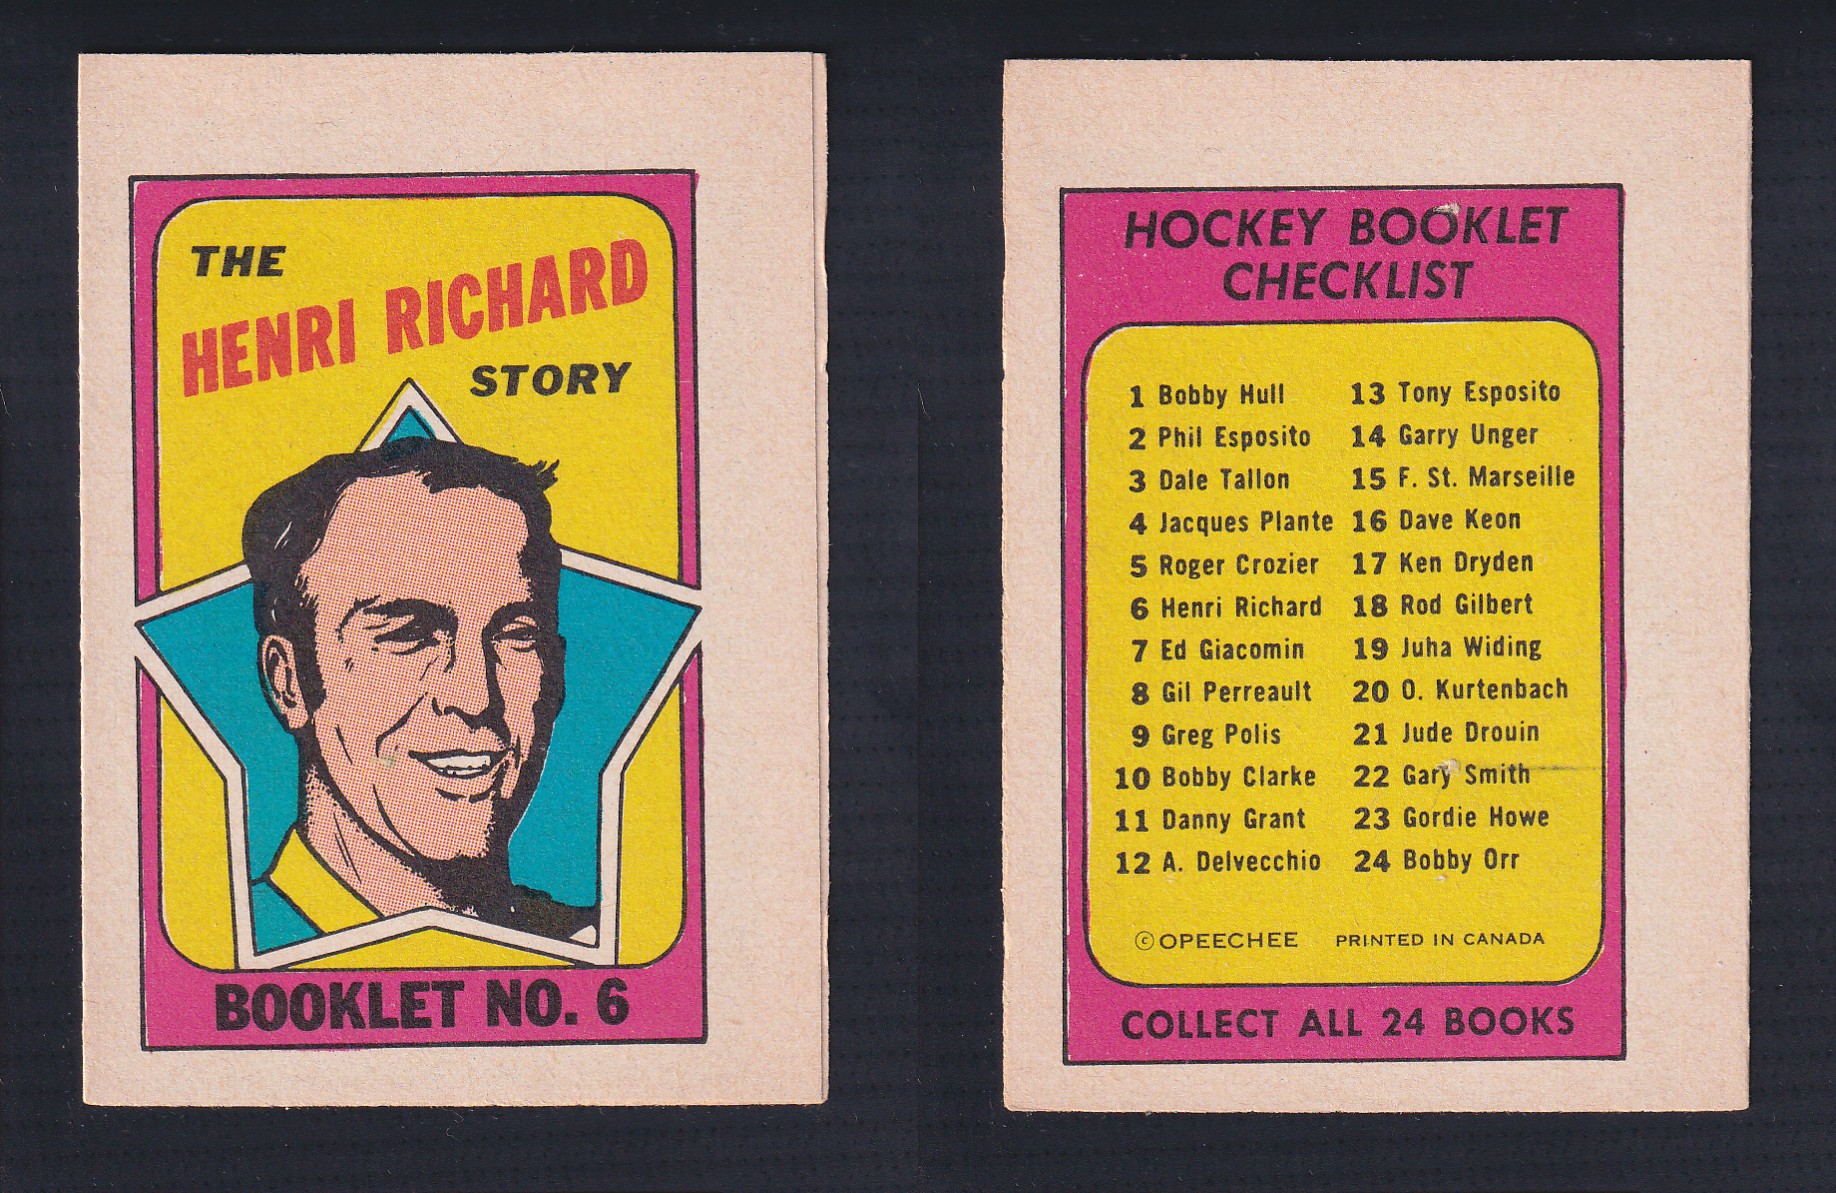 THE
HENRI RICHARD
STORY
BOOKLET NO. 6
HOCKEY BOOKLET
CHECKLIST
1 Bobby Hull
2 Phil Esposito
3 Dale Tallon
4 Jacques Plante
5 Roger Crozier
6 Henri Richard
7 Ed Giacomin
8 Gil Perreault
9 Greg Polis
10 Bobby Clarke
11 Danny Grant
12 A. Delvecchio
13 Tony Esposito
14 Garry Unger
15 F. St. Marseille
16 Dave Keon
17 Ken Dryden
18 Rod Gilbert
19 Juha Widing
20 O. Kurtenbach
21 Jude Drouin
22 Gary Smith
23 Gordie Howe
24 Bobby Orr
© OPEECHEE PRINTED IN CANADA
COLLECT ALL 24 BOOKS